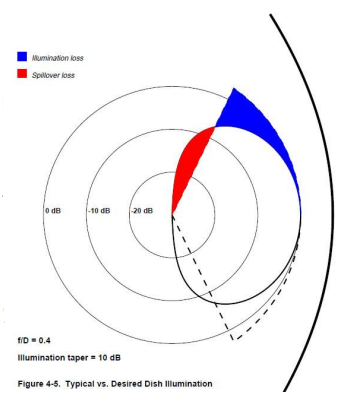 Illumination loss
Spillover loss
0 dB -10 dB -20 dB
f/D = 0.4
Illumination taper = 10 dB
Figure 4-5. Typical vs. Desired Dish Illumination